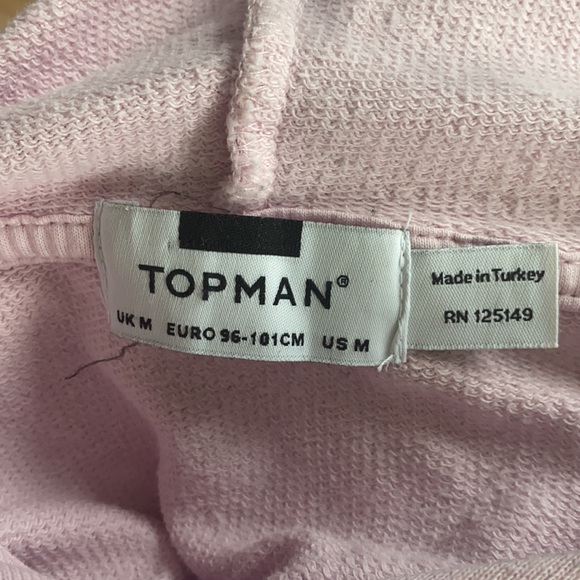 TOPMAN®
UK M EURO 96-101CM US M
Made in Turkey
RN 125149